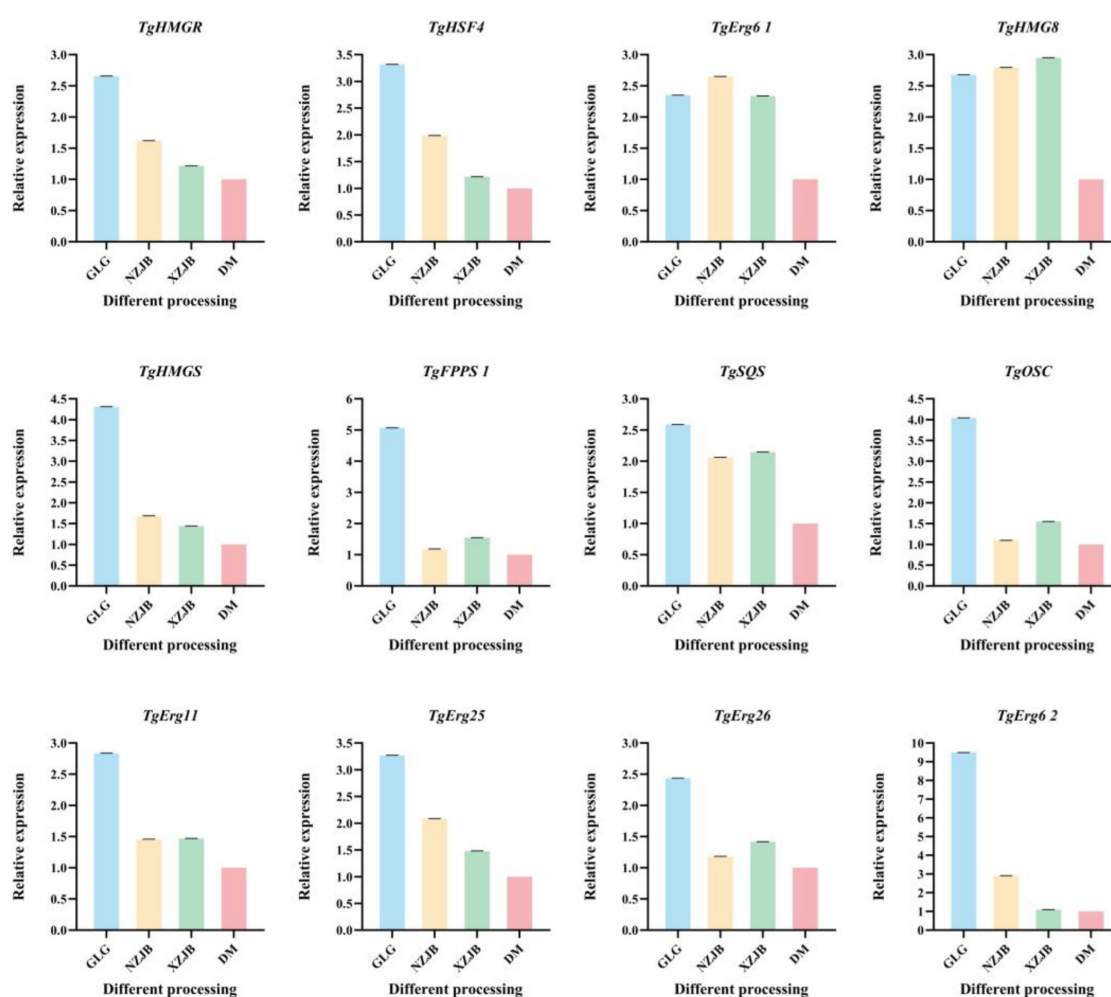 TgHMGR
TgHSF4
TgErg6 1
TgHMG8
Relative expression
3.0
2.5
2.0
1.5
1.0
0.5
0.0
GLG
NZJB
XZJB
DM
Different processing
Relative expression
3.5
3.0
2.5
2.0
1.5
1.0
0.5
0.0
GLG
NZJB
XZJB
DM
Different processing
Relative expression
3.0
2.5
2.0
1.5
1.0
0.5
0.0
GLG
NZJB
XZJB
DM
Different processing
Relative expression
3.0
2.5
2.0
1.5
1.0
0.5
0.0
GLG
NZJB
XZJB
DM
Different processing
TgHMGS
TgFPPS 1
TgSQS
TgOSC
Relative expression
4.5
4.0
3.5
3.0
2.5
2.0
1.5
1.0
0.5
0.0
GLG
NZJB
XZJB
DM
Different processing
Relative expression
6
5
4
3
2
1
0
GLG
NZJB
XZJB
DM
Different processing
Relative expression
3.0
2.5
2.0
1.5
1.0
0.5
0.0
GLG
NZJB
XZJB
DM
Different processing
Relative expression
4.5
4.0
3.5
3.0
2.5
2.0
1.5
1.0
0.5
0.0
GLG
NZJB
XZJB
DM
Different processing
TgErg11
TgErg25
TgErg26
TgErg6 2
Relative expression
3.0
2.5
2.0
1.5
1.0
0.5
0.0
GLG
NZJB
XZJB
DM
Different processing
Relative expression
3.5
3.0
2.5
2.0
1.5
1.0
0.5
0.0
GLG
NZJB
XZJB
DM
Different processing
Relative expression
3.0
2.5
2.0
1.5
1.0
0.5
0.0
GLG
NZJB
XZJB
DM
Different processing
Relative expression
10
9
8
7
6
5
4
3
2
1
0
GLG
NZJB
XZJB
DM
Different processing